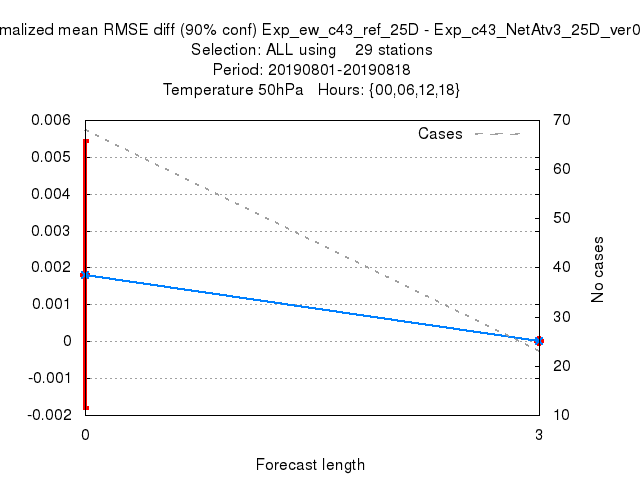 malized mean RMSE diff (90% conf) Exp_ew_c43_ref_25D - Exp_c43_NetAtv3_25D_ver0
Selection: ALL using 29 stations
Period: 20190801-20190818
Temperature 50hPa Hours: {00,06,12,18}
Cases
0.006
0.005
0.004
0.003
0.002
0.001
0
-0.001
-0.002
70
60
50
40
30
20
10
No cases
0
3
Forecast length